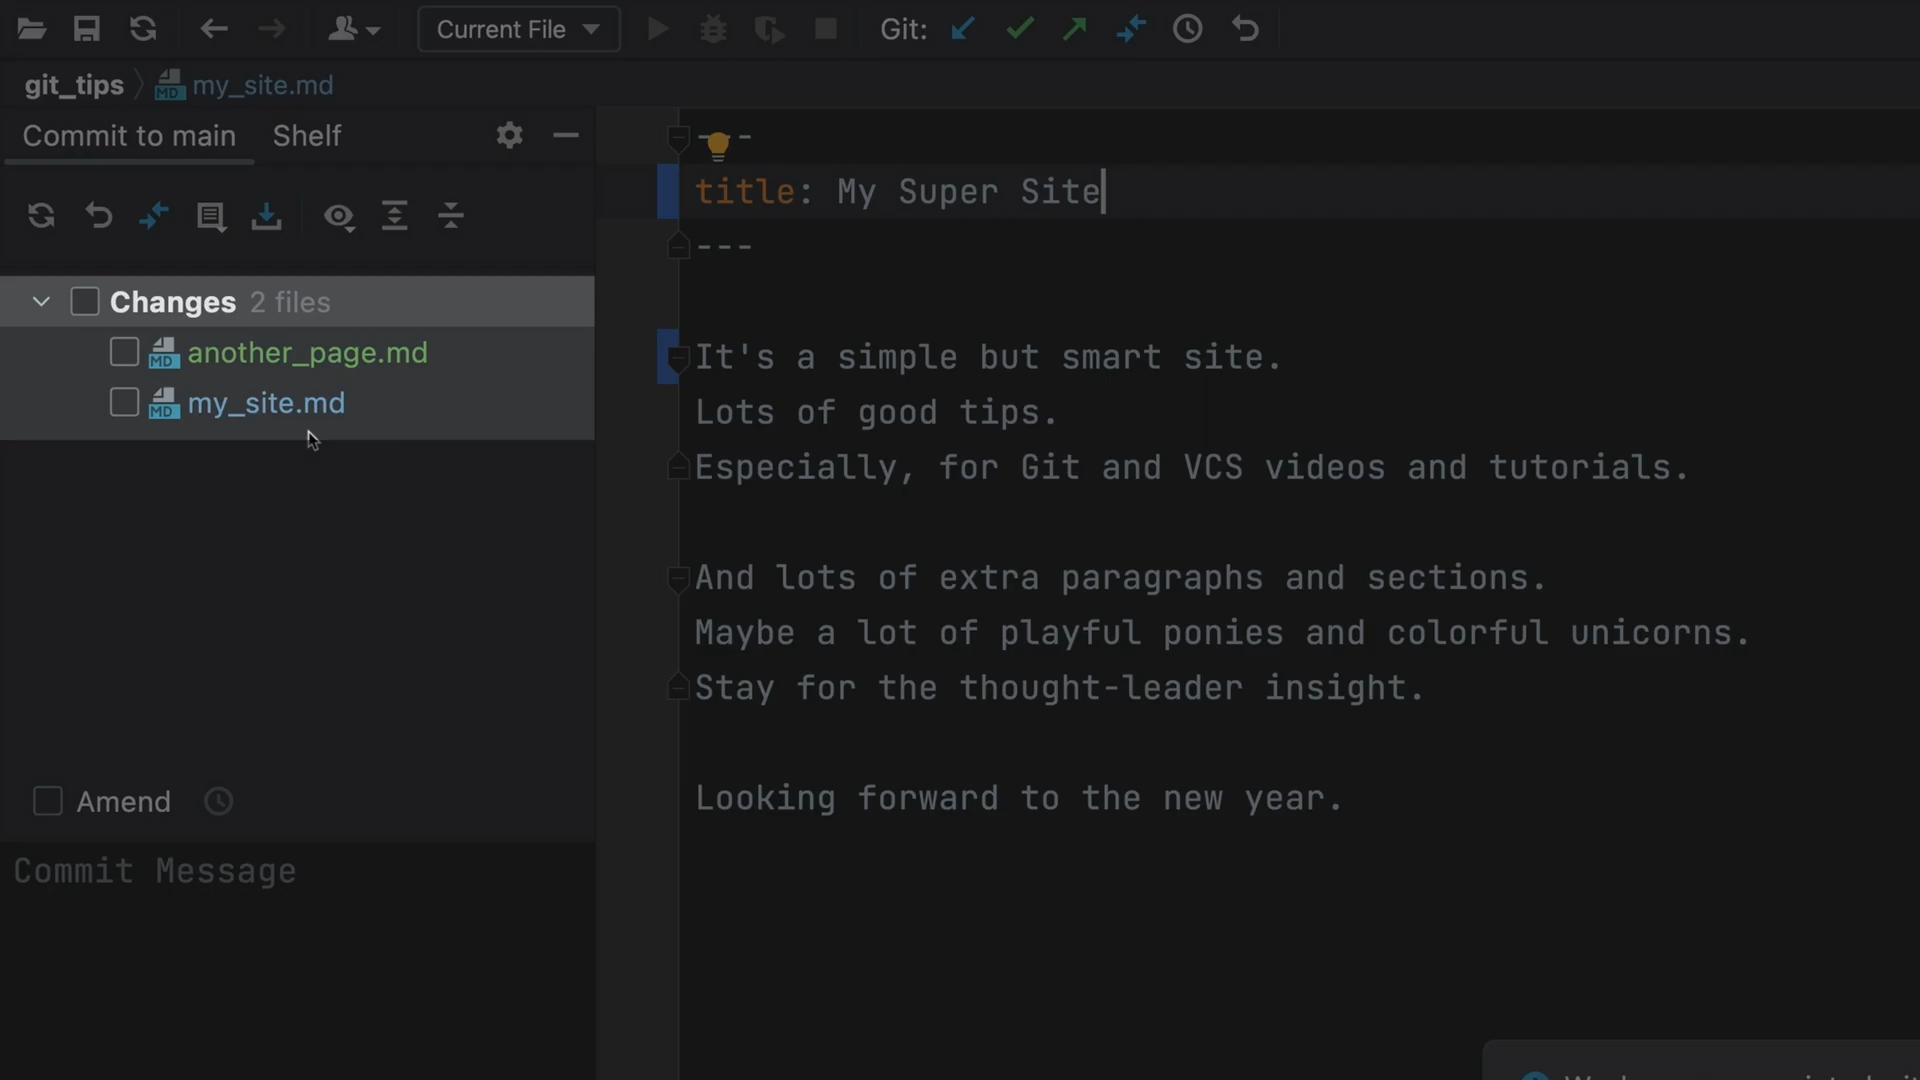 Current File
Git:
git_tips
my_site.md
Commit to main
Shelf
Changes 2 files
another_page.md
my_site.md
Amend
Commit Message
title: My Super Site
---
It's a simple but smart site.
Lots of good tips.
Especially, for Git and VCS videos and tutorials.
And lots of extra paragraphs and sections.
Maybe a lot of playful ponies and colorful unicorns.
Stay for the thought-leader insight.
Looking forward to the new year.